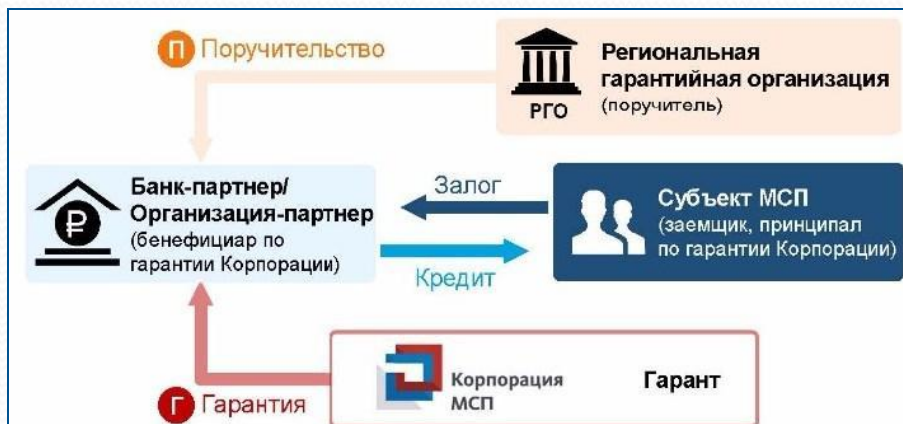 П Поручительство
Региональная
гарантийная организация
(поручитель)
РГО
Банк-партнер/
Организация-партнер
(бенефициар по
гарантии Корпорации)
₽
Залог
Кредит
Субъект МСП
(заемщик, принципал
по гарантии Корпорации)
Корпорация
МСП
Гарант
Г Гарантия